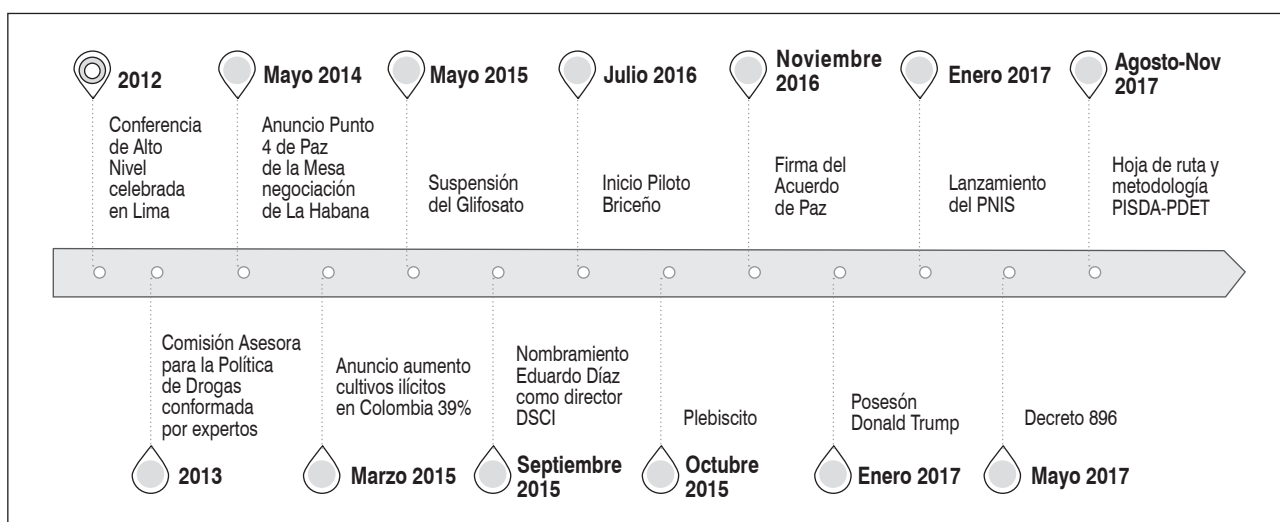 2012
Conferencia
de Alto
Nivel
celebrada
en Lima
Mayo 2014
Anuncio Punto
4 de Paz
de la Mesa
negociación
de La Habana
Mayo 2015
Suspensión
del Glifosato
Julio 2016
Inicio Piloto
Briceño
Noviembre
2016
Firma del
Acuerdo
de Paz
Enero 2017
Lanzamiento
del PNIS
Agosto-Nov
2017
Hoja de ruta y
metodología
PISDA-PDET
Comisión Asesora
para la Política
de Drogas
conformada
por expertos
2013
Anuncio aumento
cultivos ilícitos
en Colombia 39%
Marzo 2015
Nombramiento
Eduardo Díaz
como director
DSCI
Septiembre
2015
Plebiscito
Octubre
2015
Posesón
Donald Trump
Enero 2017
Decreto 896
Mayo 2017